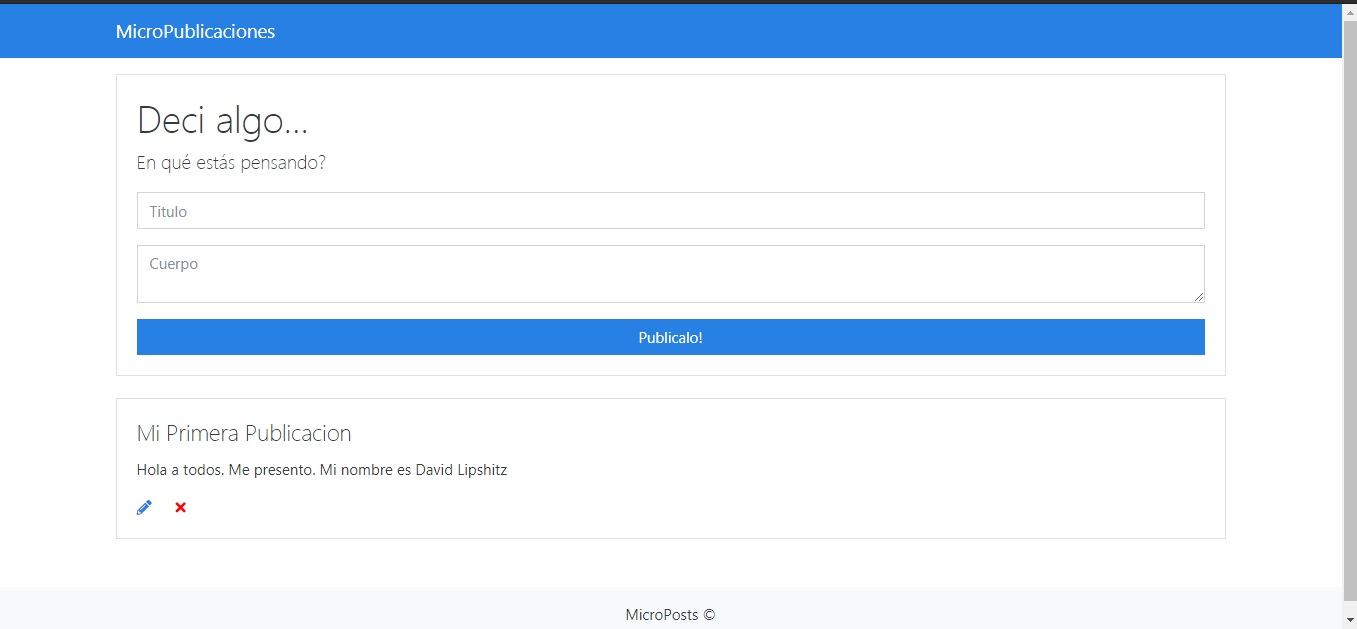 MicroPublicaciones
Deci algo...
En qué estás pensando?
Titulo
Cuerpo
Publicalo!
Mi Primera Publicacion
Hola a todos. Me presento. Mi nombre es David Lipshitz
MicroPosts ©